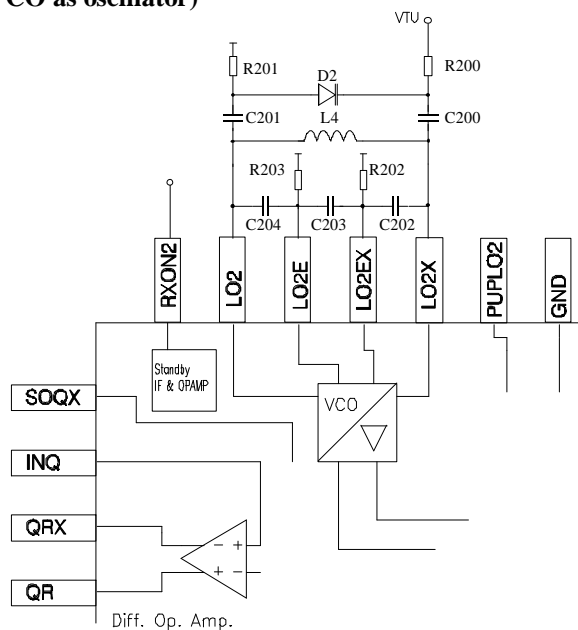 CO as oscillator)
VTU
R201
D2
R200
C201
L4
C200
R203
R202
C204
C203
C202
RXON2
LO2
LO2E
LO2EX
LO2X
PUPLO2
GND
Standby
IF & OPAMP
SOQX
VCO
INQ
QRX
- +
+ -
QR
Diff. Op. Amp.